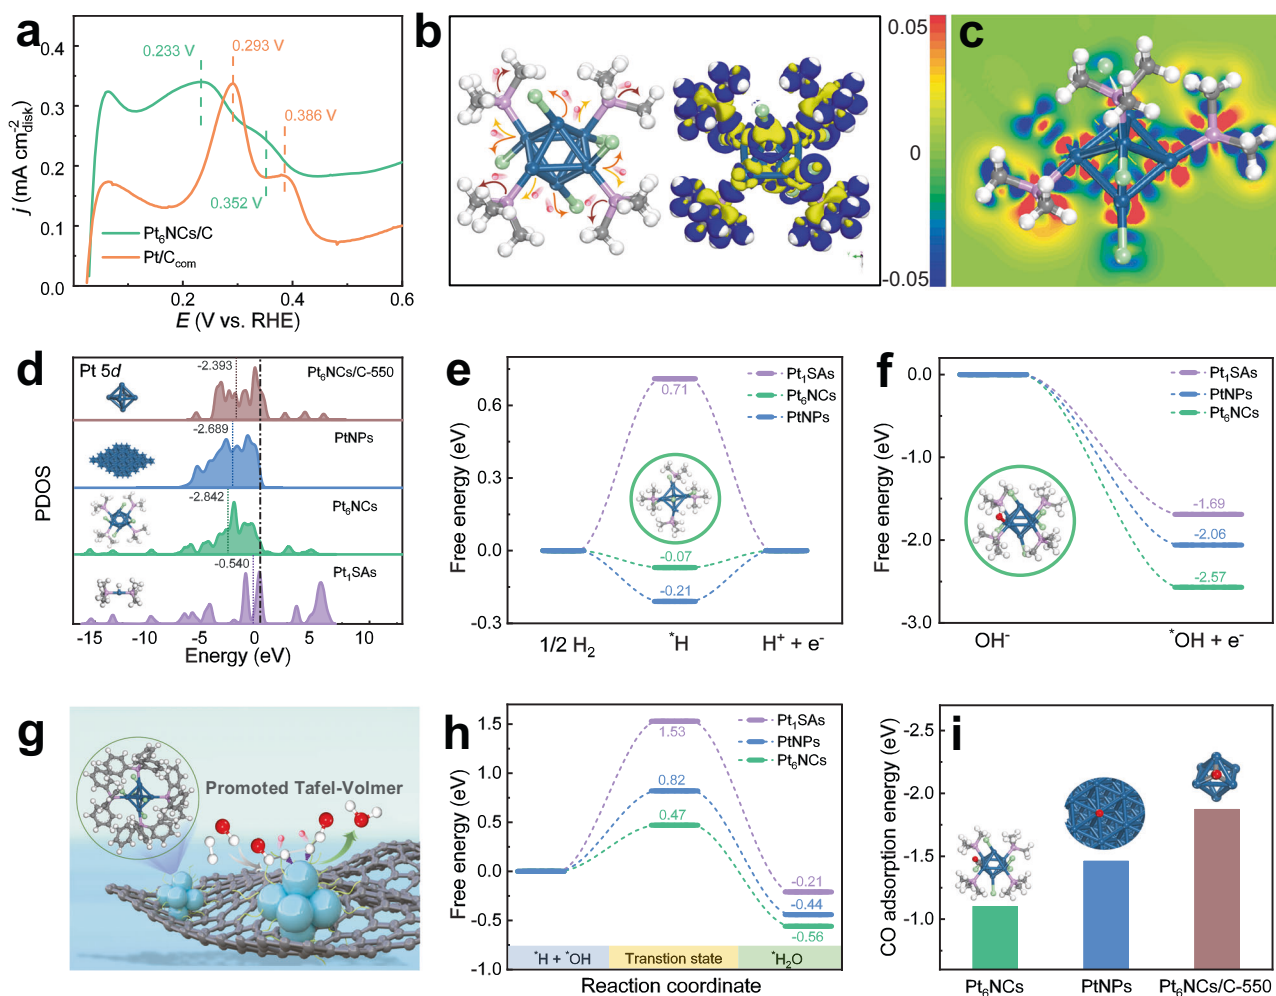 a
0.4
0.3
0.2
0.1
0.0
j (mA cm⁻²disk)
0.233 V
0.293 V
0.386 V
0.352 V
Pt₆NCs/C
Pt/Ccom
0.2
0.4
0.6
E (V vs. RHE)
b
0.05
0
-0.05
c
d
Pt 5d
-2.393
Pt₆NCs/C-550
-2.689
PtNPs
-2.842
Pt₆NCs
-0.540
Pt₁SAs
PDOS
-15
-10
-5
0
5
10
Energy (eV)
e
0.6
0.3
0.0
-0.3
Free energy (eV)
Pt₁SAs
Pt₆NCs
PtNPs
0.71
-0.07
-0.21
1/2 H₂
*H
H⁺ + e⁻
f
0.0
-1.0
-2.0
-3.0
Free energy (eV)
Pt₁SAs
PtNPs
Pt₆NCs
-1.69
-2.06
-2.57
OH⁻
*OH + e⁻
g
Promoted Tafel-Volmer
h
1.5
1.0
0.5
0.0
-0.5
-1.0
Free energy (eV)
Pt₁SAs
PtNPs
Pt₆NCs
1.53
0.82
0.47
-0.21
-0.44
-0.56
*H + *OH
Transtion state
*H₂O
Reaction coordinate
i
-2.5
-2.0
-1.5
-1.0
CO adsorption energy (eV)
Pt₆NCs
PtNPs
Pt₆NCs/C-550